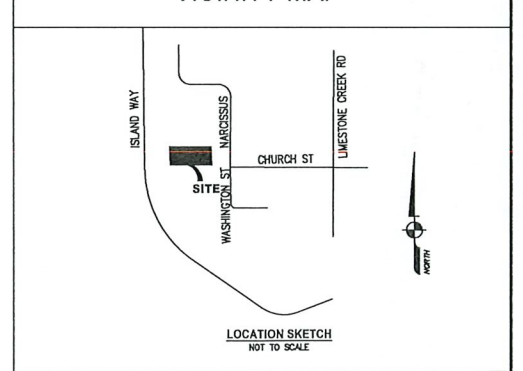 ISLAND WAY
NARCISSUS
WASHINGTON ST
LIMESTONE CREEK RD
CHURCH ST
SITE
NORTH
LOCATION SKETCH
NOT TO SCALE